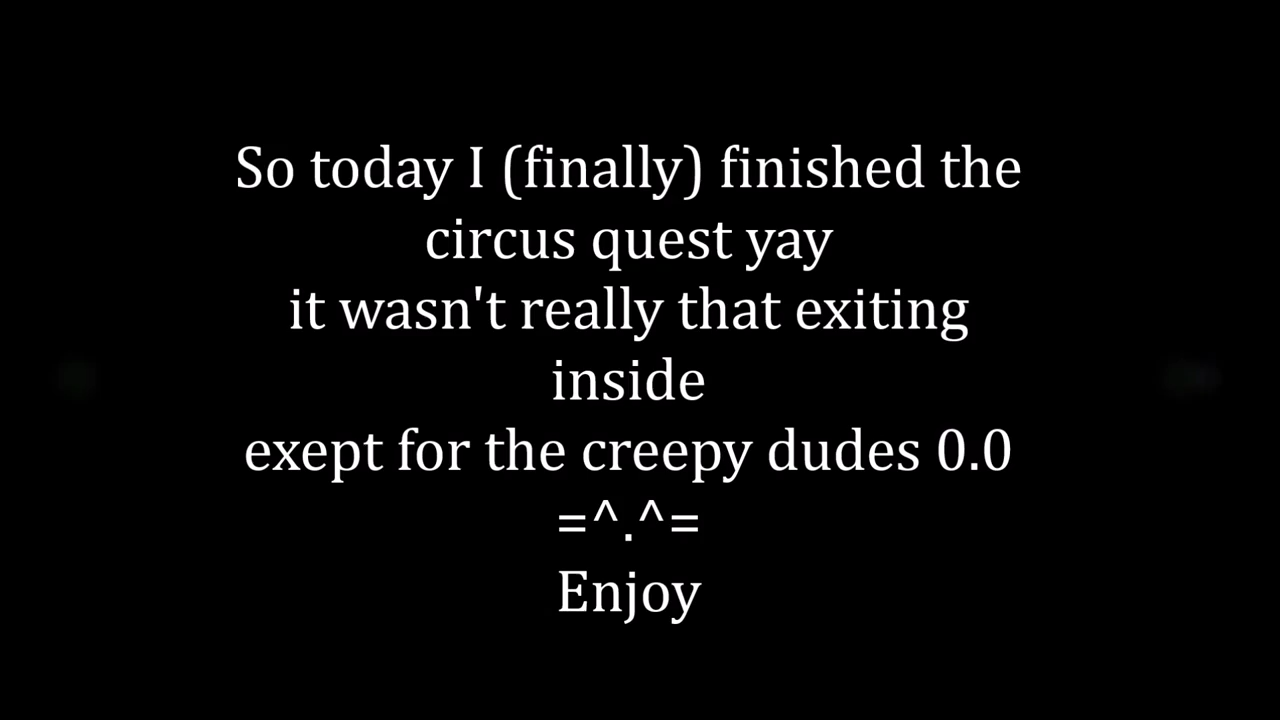 So today I (finally) finished the
circus quest yay
it wasn't really that exiting
inside
exept for the creepy dudes 0.0
=^.^=
Enjoy